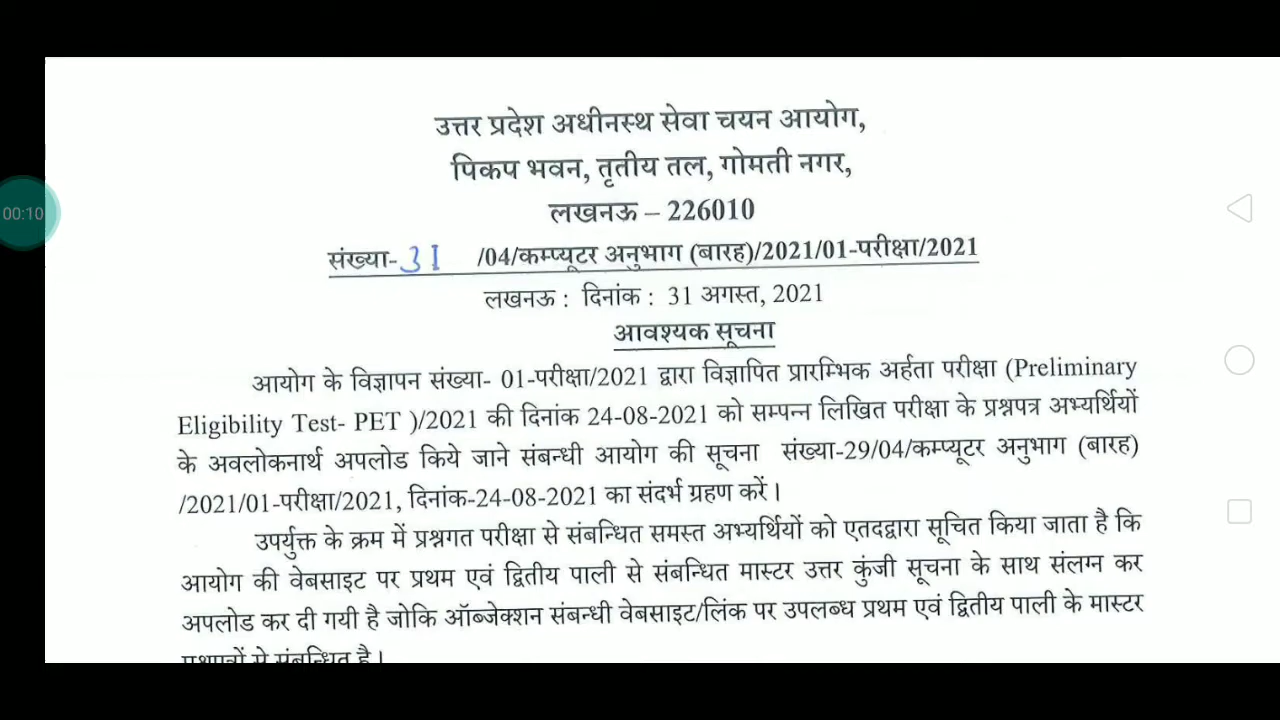 उत्तर प्रदेश अधीनस्थ सेवा चयन आयोग,
पिकप भवन, तृतीय तल, गोमती नगर,
लखनऊ – 226010
संख्या-31 /04/कम्प्यूटर अनुभाग (बारह)/2021/01-परीक्षा/2021
लखनऊ : दिनांक : 31 अगस्त, 2021
आवश्यक सूचना
00:10
आयोग के विज्ञापन संख्या- 01-परीक्षा/2021 द्वारा विज्ञापित प्रारम्भिक अर्हता परीक्षा (Preliminary
Eligibility Test- PET )/2021 की दिनांक 24-08-2021 को सम्पन्न लिखित परीक्षा के प्रश्नपत्र अभ्यर्थियों
के अवलोकनार्थ अपलोड किये जाने संबन्धी आयोग की सूचना संख्या-29/04/कम्प्यूटर अनुभाग (बारह)
/2021/01-परीक्षा/2021, दिनांक-24-08-2021 का संदर्भ ग्रहण करें ।
उपर्युक्त के क्रम में प्रश्नगत परीक्षा से संबन्धित समस्त अभ्यर्थियों को एतदद्वारा सूचित किया जाता है कि
आयोग की वेबसाइट पर प्रथम एवं द्वितीय पाली से संबन्धित मास्टर उत्तर कुंजी सूचना के साथ संलग्न कर
अपलोड कर दी गयी है जोकि ऑब्जेक्शन संबन्धी वेबसाइट/लिंक पर उपलब्ध प्रथम एवं द्वितीय पाली के मास्टर
प्रश्नपत्रों से संबन्धित है ।